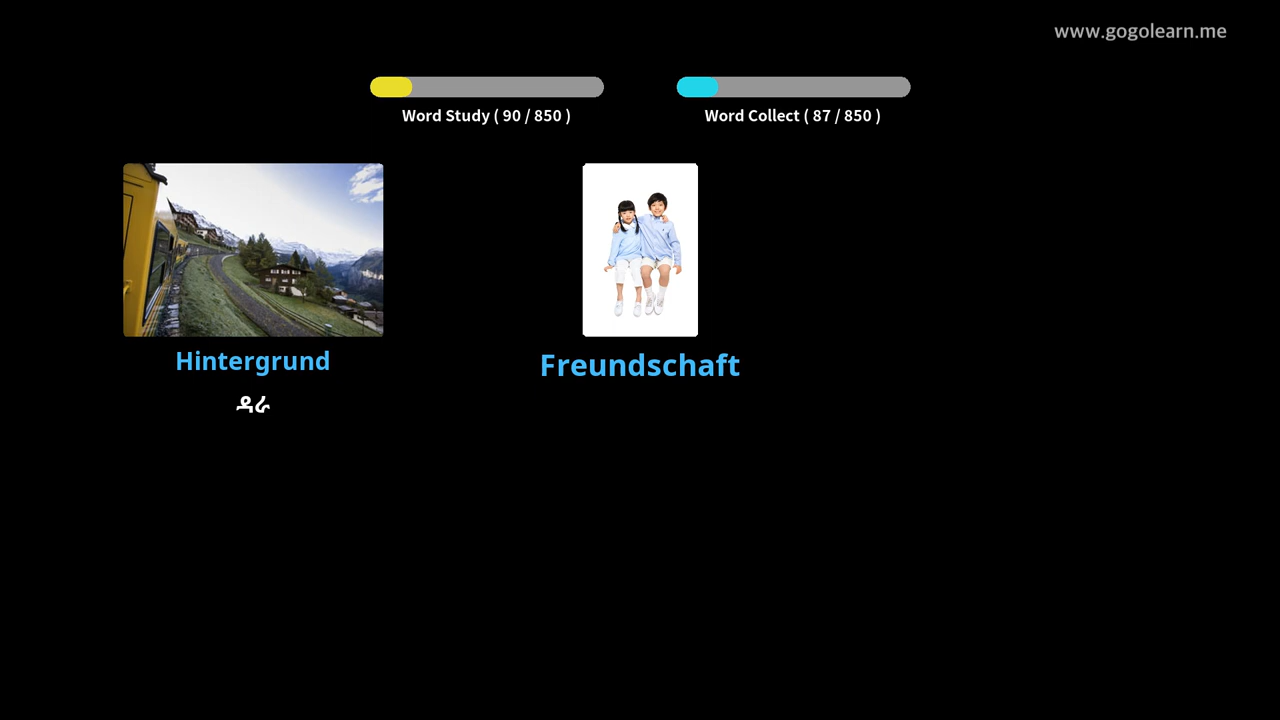 www.gogolearn.me
Word Study ( 90 / 850 )
Word Collect ( 87 / 850 )
Hintergrund
ዳራ
Freundschaft